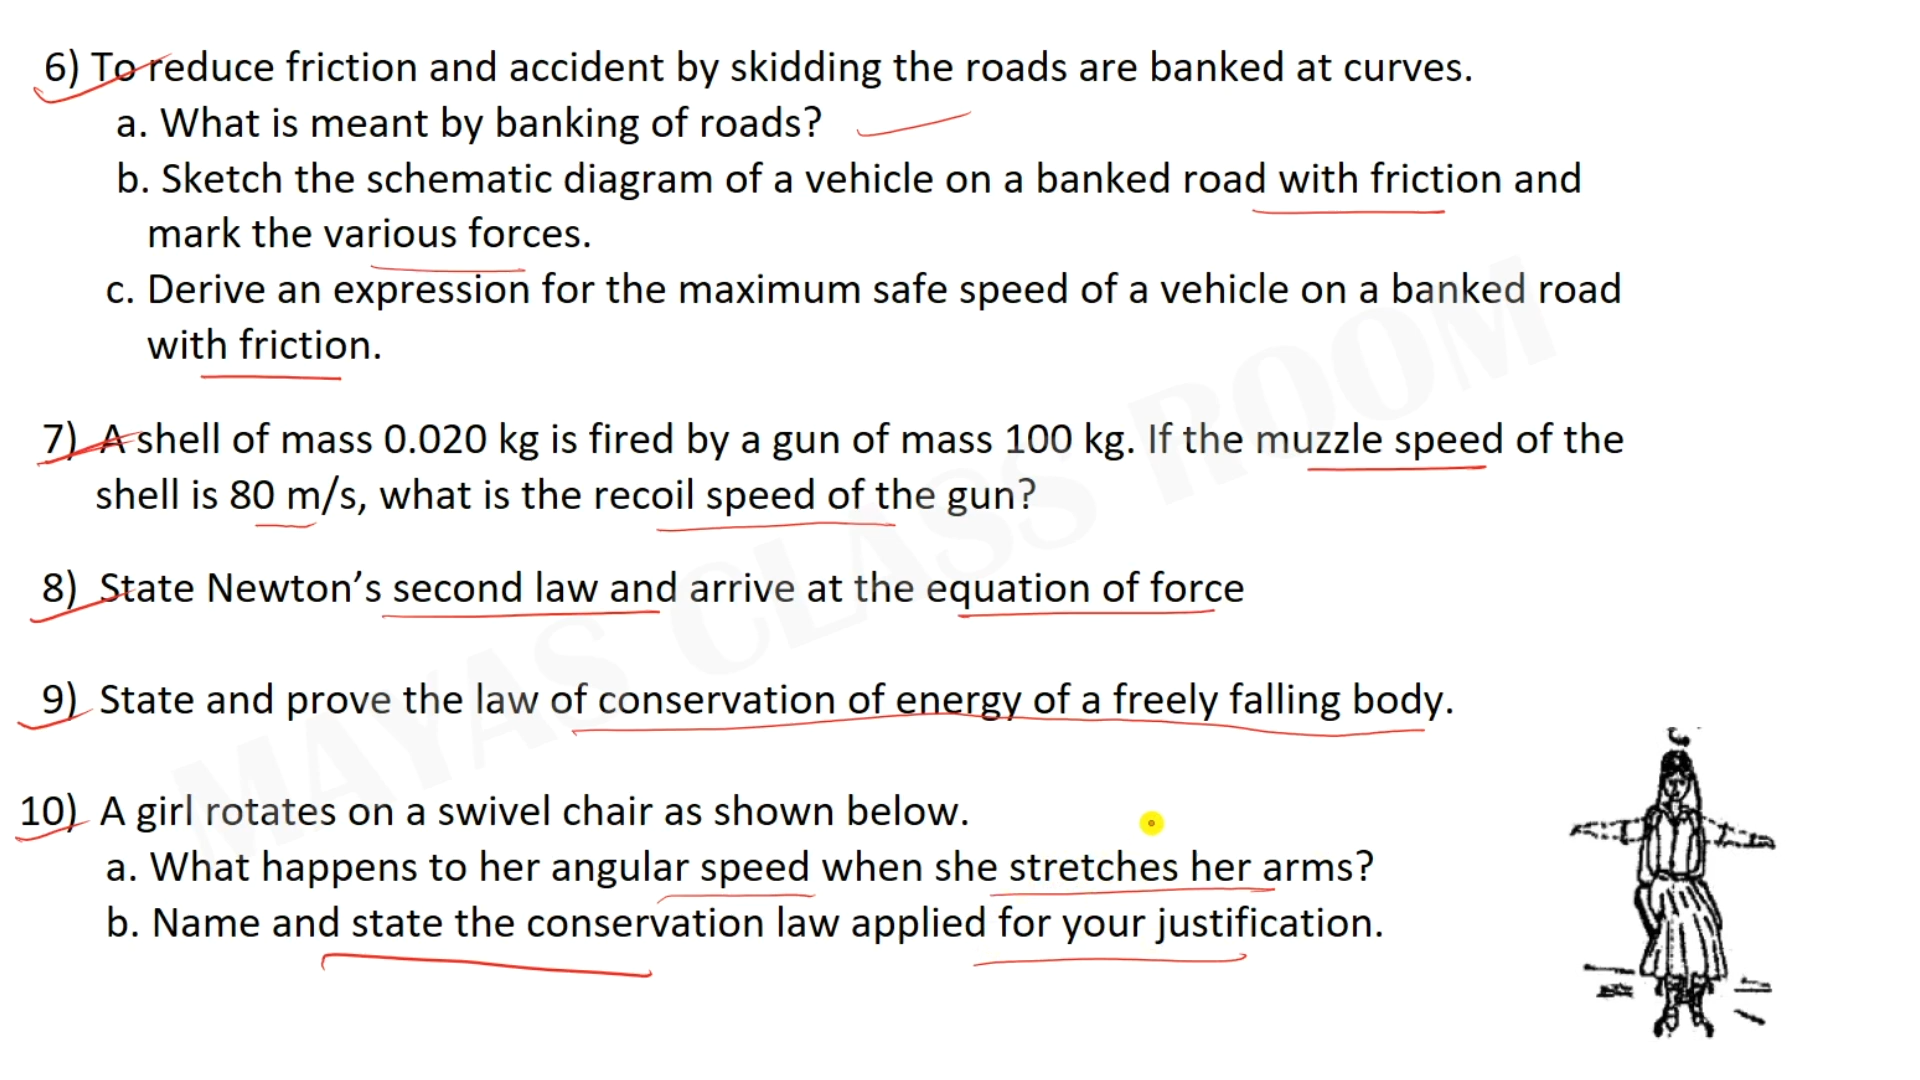 6) To reduce friction and accident by skidding the roads are banked at curves.
a. What is meant by banking of roads?
b. Sketch the schematic diagram of a vehicle on a banked road with friction and
mark the various forces.
c. Derive an expression for the maximum safe speed of a vehicle on a banked road
with friction.
7) A shell of mass 0.020 kg is fired by a gun of mass 100 kg. If the muzzle speed of the
shell is 80 m/s, what is the recoil speed of the gun?
8) State Newton’s second law and arrive at the equation of force
9) State and prove the law of conservation of energy of a freely falling body.
10) A girl rotates on a swivel chair as shown below.
a. What happens to her angular speed when she stretches her arms?
b. Name and state the conservation law applied for your justification.
MAYAS CLASS ROOM